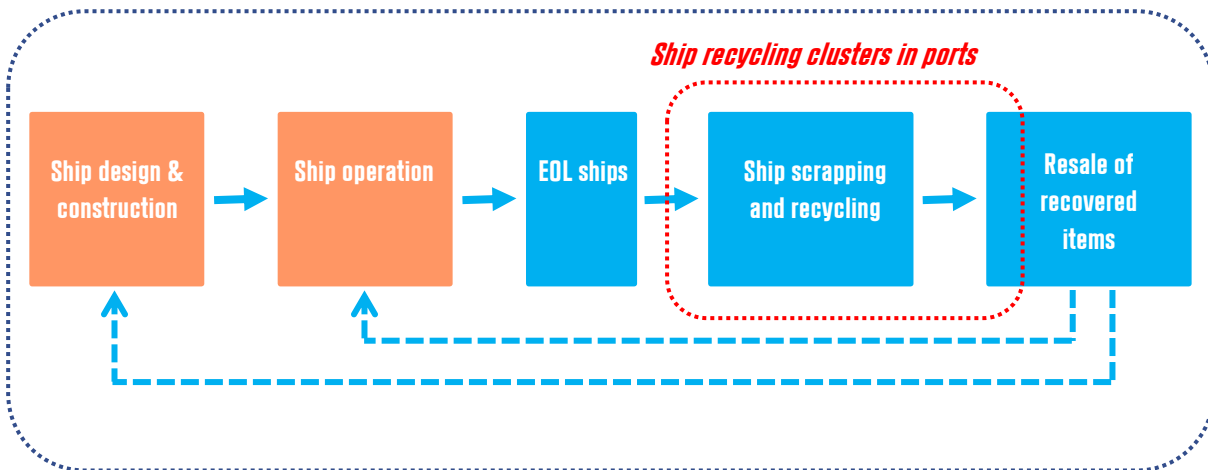 Ship recycling clusters in ports
Ship design &
construction
Ship operation
EOL ships
Ship scrapping
and recycling
Resale of
recovered
items